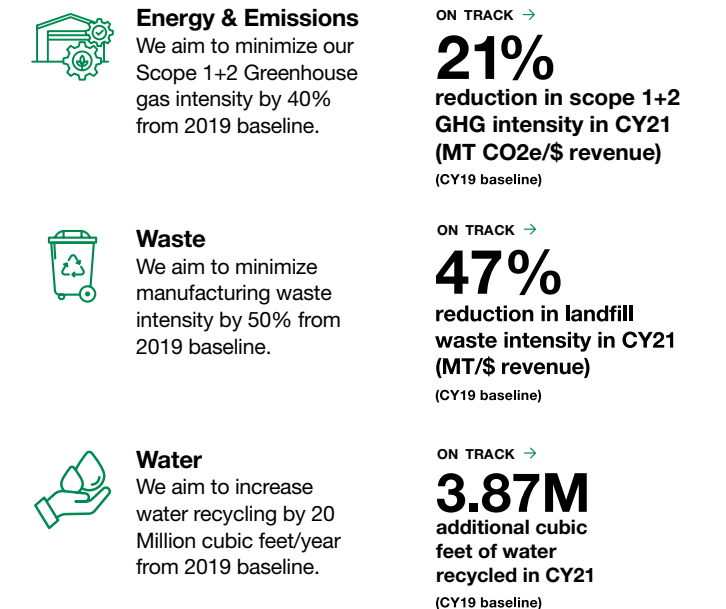 Energy & Emissions
We aim to minimize our
Scope 1+2 Greenhouse
gas intensity by 40%
from 2019 baseline.
ON TRACK →
21%
reduction in scope 1+2
GHG intensity in CY21
(MT CO2e/$ revenue)
(CY19 baseline)
Waste
We aim to minimize
manufacturing waste
intensity by 50% from
2019 baseline.
ON TRACK →
47%
reduction in landfill
waste intensity in CY21
(MT/$ revenue)
(CY19 baseline)
Water
We aim to increase
water recycling by 20
Million cubic feet/year
from 2019 baseline.
ON TRACK →
3.87M
additional cubic
feet of water
recycled in CY21
(CY19 baseline)